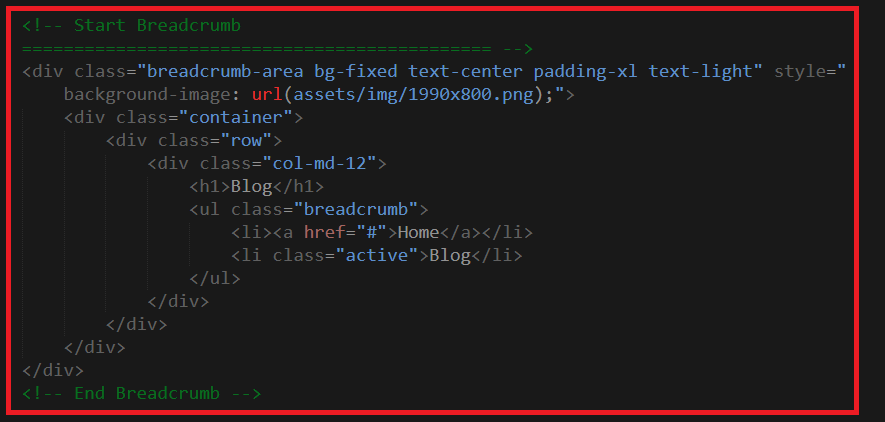 <!-- Start Breadcrumb
============================================= -->
<div class="breadcrumb-area bg-fixed text-center padding-xl text-light" style="
background-image: url(assets/img/1990x800.png);">
<div class="container">
<div class="row">
<div class="col-md-12">
<h1>Blog</h1>
<ul class="breadcrumb">
<li><a href="#">Home</a></li>
<li class="active">Blog</li>
</ul>
</div>
</div>
</div>
</div>
<!-- End Breadcrumb -->